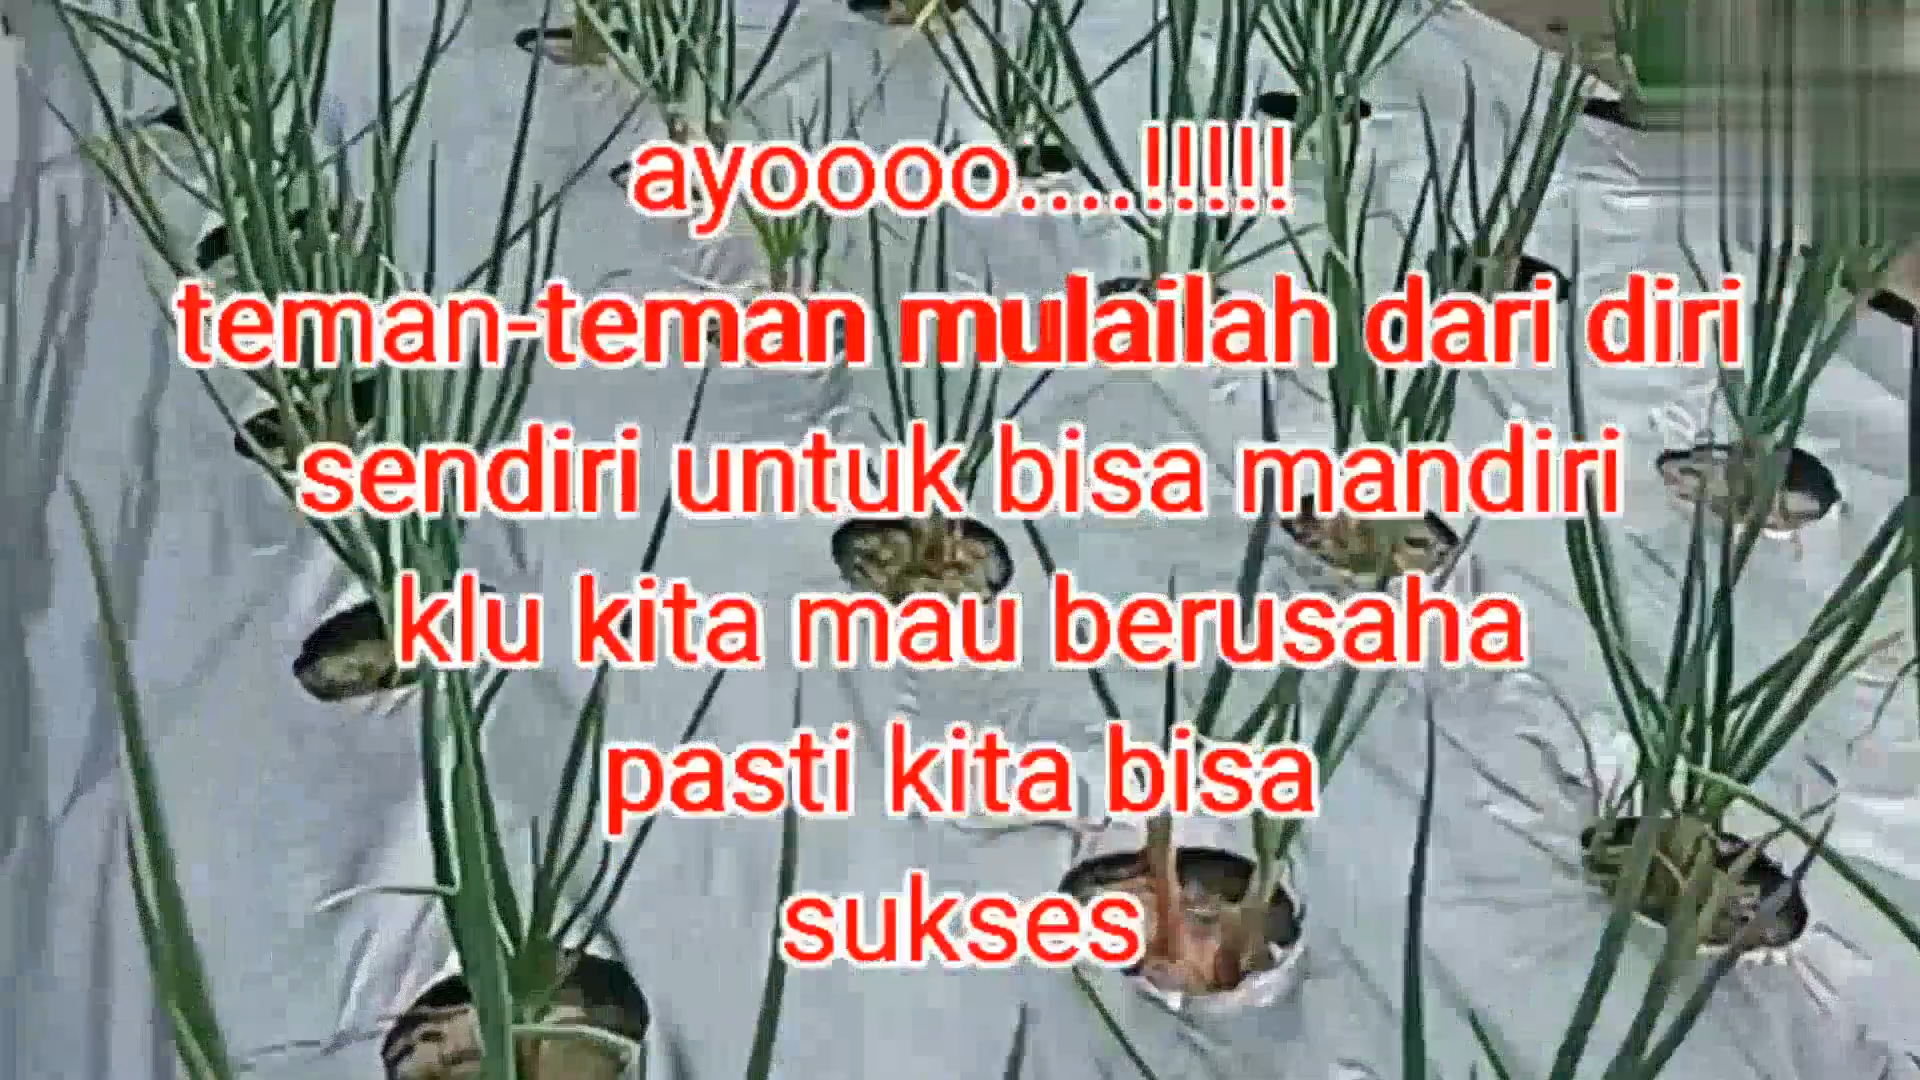 ayoooo....!!!!!
teman-teman mulailah dari diri
sendiri untuk bisa mandiri
klu kita mau berusaha
pasti kita bisa
sukses